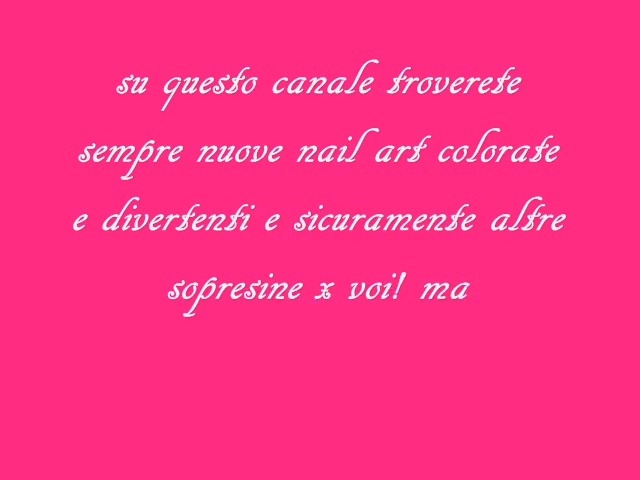 su questo canale troverete
sempre nuove nail art colorate
e divertenti e sicuramente altre
sopresine x voi! ma